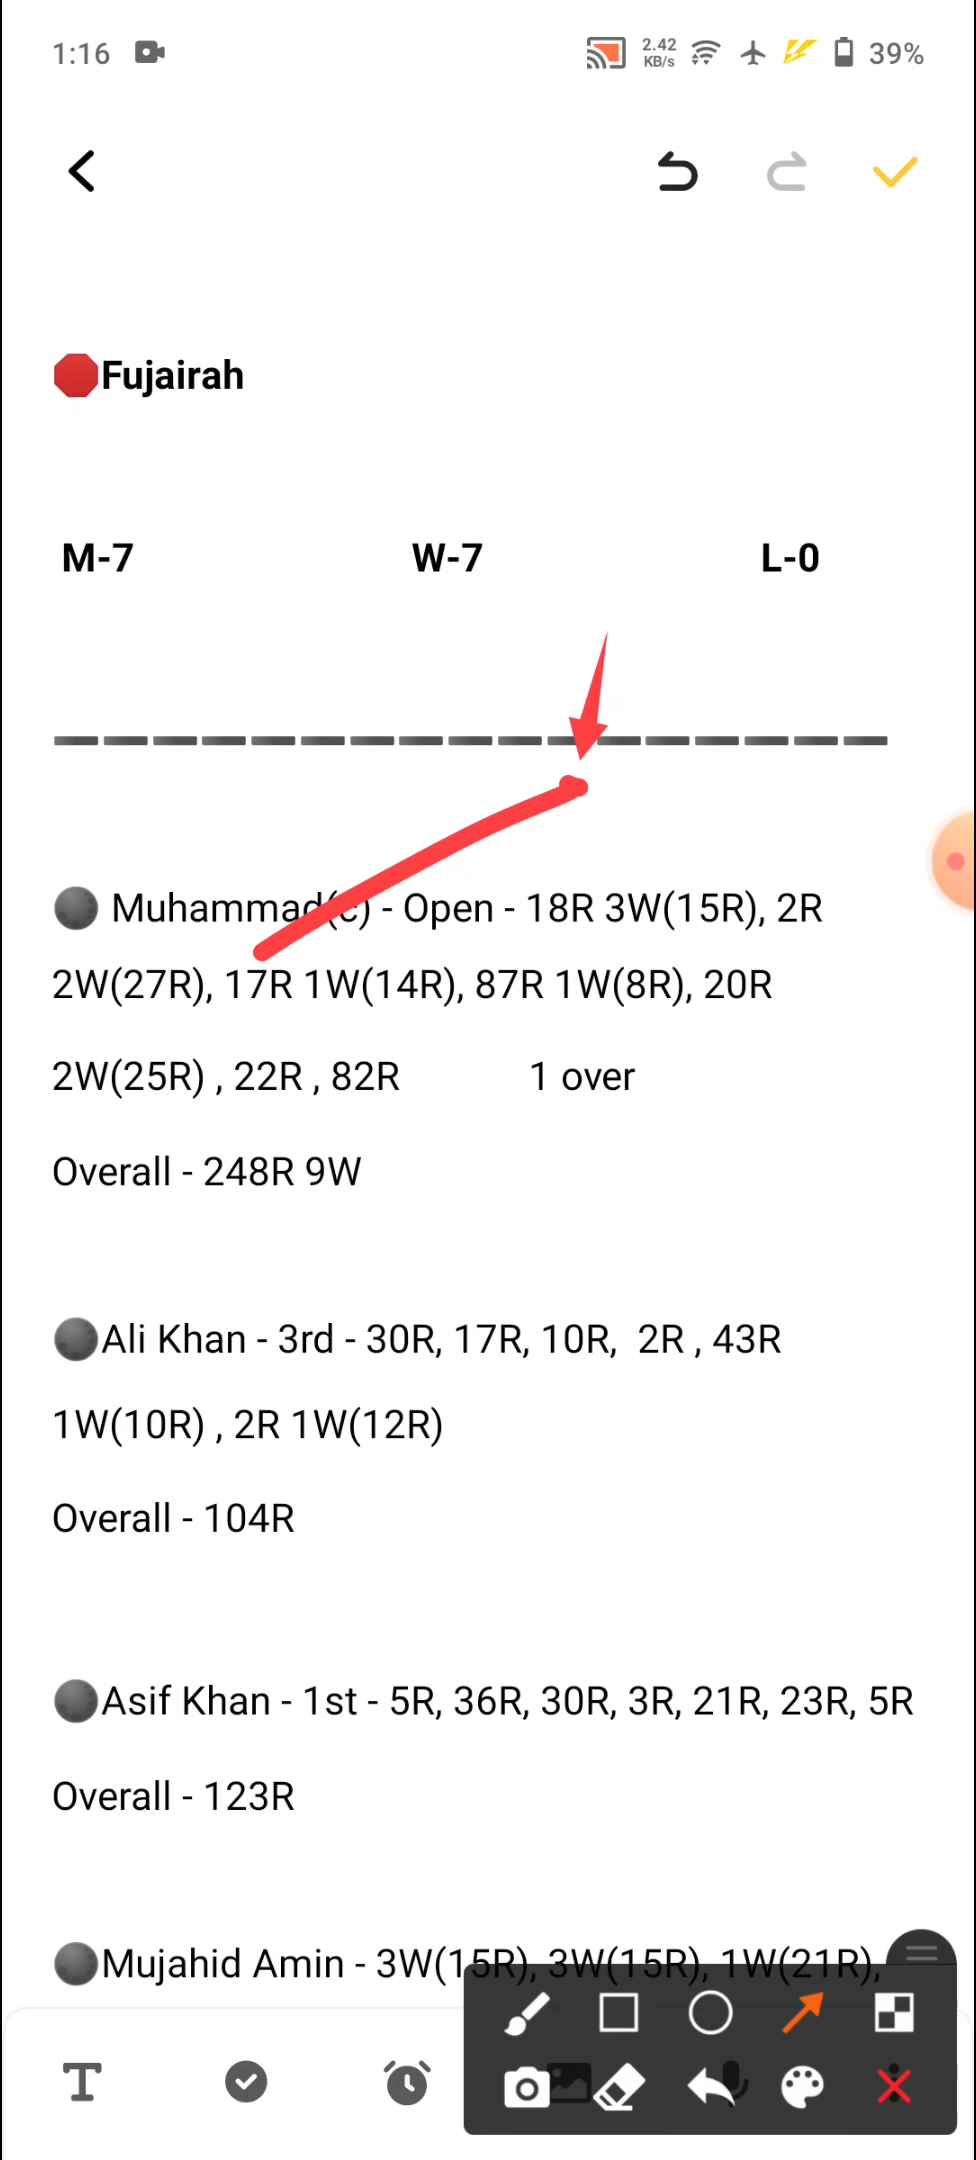 1:16
2.42
KB/s
39%
Fujairah
M-7 W-7 L-0
Muhammad(c) - Open - 18R 3W(15R), 2R
2W(27R), 17R 1W(14R), 87R 1W(8R), 20R
2W(25R) , 22R , 82R 1 over
Overall - 248R 9W
Ali Khan - 3rd - 30R, 17R, 10R, 2R , 43R
1W(10R) , 2R 1W(12R)
Overall - 104R
Asif Khan - 1st - 5R, 36R, 30R, 3R, 21R, 23R, 5R
Overall - 123R
Mujahid Amin - 3W(15R), 3W(15R), 1W(21R),
T